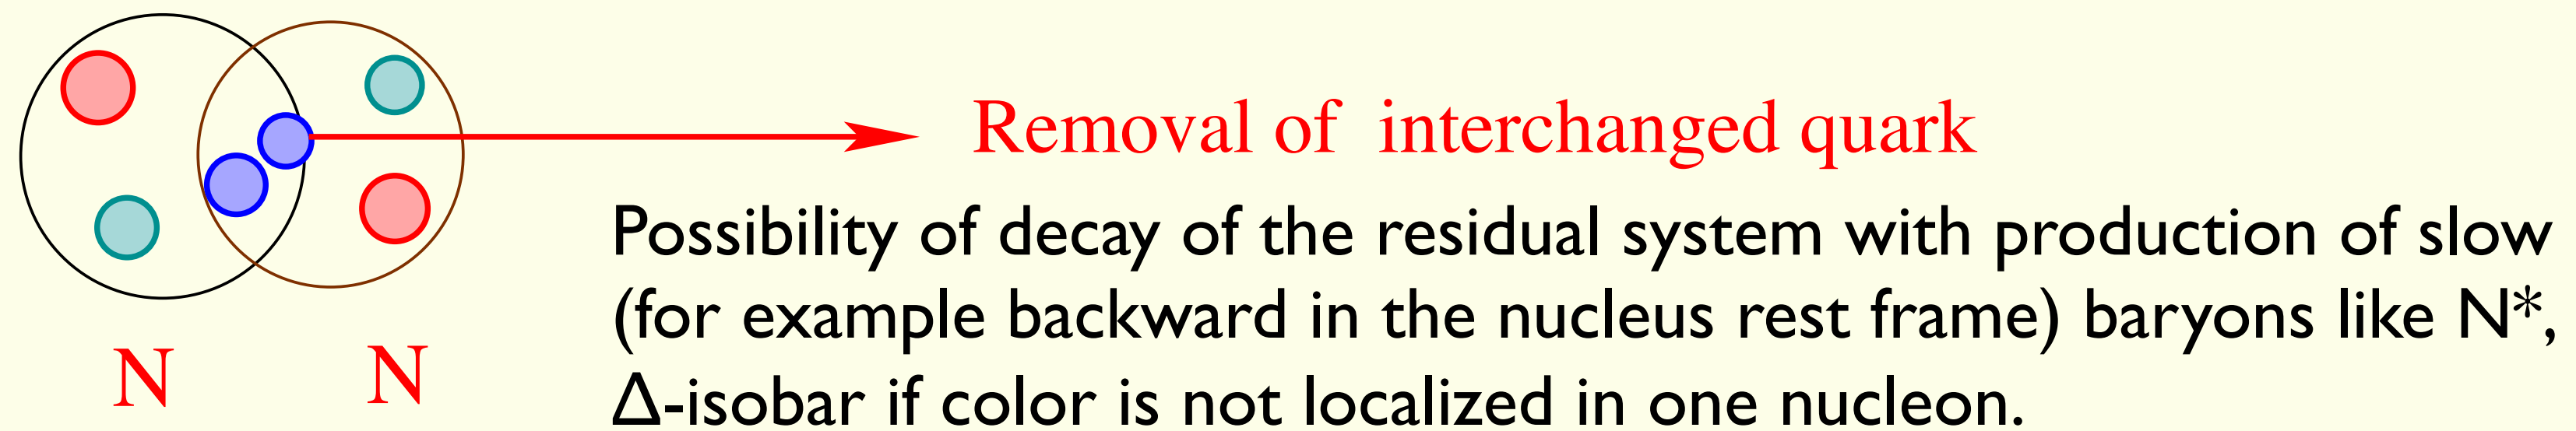 Removal of interchanged quark
Possibility of decay of the residual system with production of slow
(for example backward in the nucleus rest frame) baryons like N*,
Δ-isobar if color is not localized in one nucleon.
N N